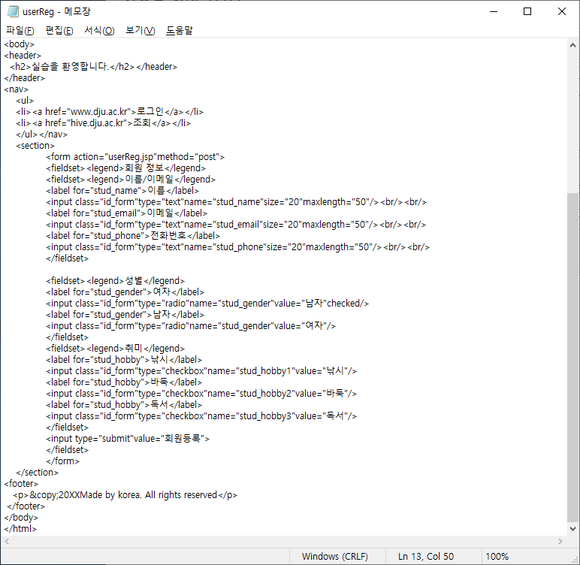 userReg - 메모장
파일(F) 편집(E) 서식(O) 보기(V) 도움말
<body>
<header>
<h2>실습을 환영합니다.</h2></header>
</header>
<nav>
<ul>
<li><a href="www.dju.ac.kr">로그인</a></li>
<li><a href="hive.dju.ac.kr">조회</a></li>
</ul></nav>
<section>
<form action="userReg.jsp"method="post">
<fieldset><legend>회원 정보</legend>
<fieldset><legend>이름/이메일</legend>
<label for="stud_name">이름</label>
<input class="id_form"type="text"name="stud_name"size="20"maxlength="50"/><br/><br/>
<label for="stud_email">이메일</label>
<input class="id_form"type="text"name="stud_email"size="20"maxlength="50"/><br/><br/>
<label for="stud_phone">전화번호</label>
<input class="id_form"type="text"name="stud_phone"size="20"maxlength="50"/><br/><br/>
</fieldset>
<fieldset><legend>성별</legend>
<label for="stud_gender">여자</label>
<input class="id_form"type="radio"name="stud_gender"value="남자"checked/>
<label for="stud_gender">남자</label>
<input class="id_form"type="radio"name="stud_gender"value="여자"/>
</fieldset>
<fieldset><legend>취미</legend>
<label for="stud_hobby">낚시</label>
<input class="id_form"type="checkbox"name="stud_hobby1"value="낚시"/>
<label for="stud_hobby">바둑</label>
<input class="id_form"type="checkbox"name="stud_hobby2"value="바둑"/>
<label for="stud_hobby">독서</label>
<input class="id_form"type="checkbox"name="stud_hobby3"value="독서"/>
</fieldset>
<input type="submit"value="회원등록">
</fieldset>
</form>
</section>
<footer>
<p>&copy;20XXMade by korea. All rights reserved</p>
</footer>
</body>
</html>
Windows (CRLF) Ln 13, Col 50 100%